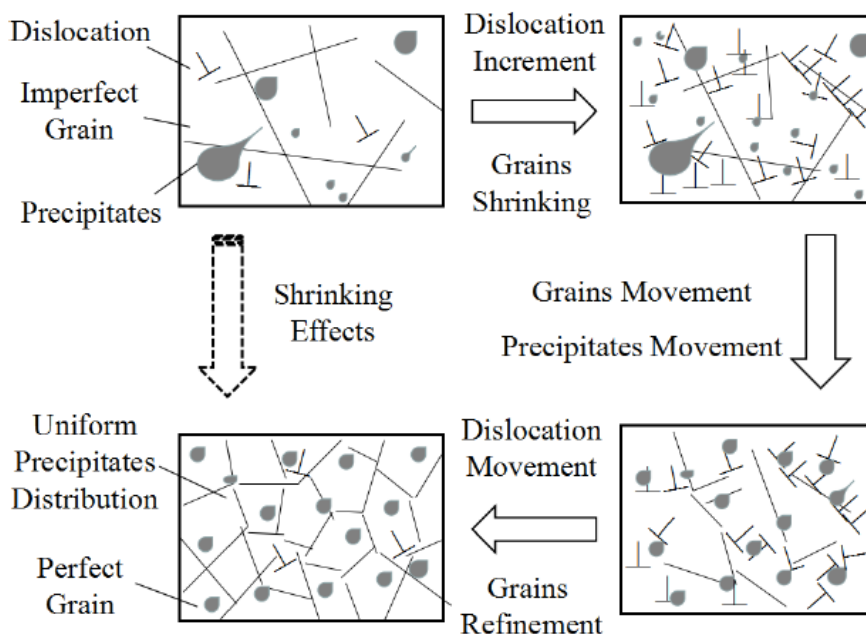 Dislocation
Imperfect
Grain
Precipitates
Dislocation
Increment
Grains
Shrinking
Shrinking
Effects
Grains Movement
Precipitates Movement
Uniform
Precipitates
Distribution
Perfect
Grain
Dislocation
Movement
Grains
Refinement